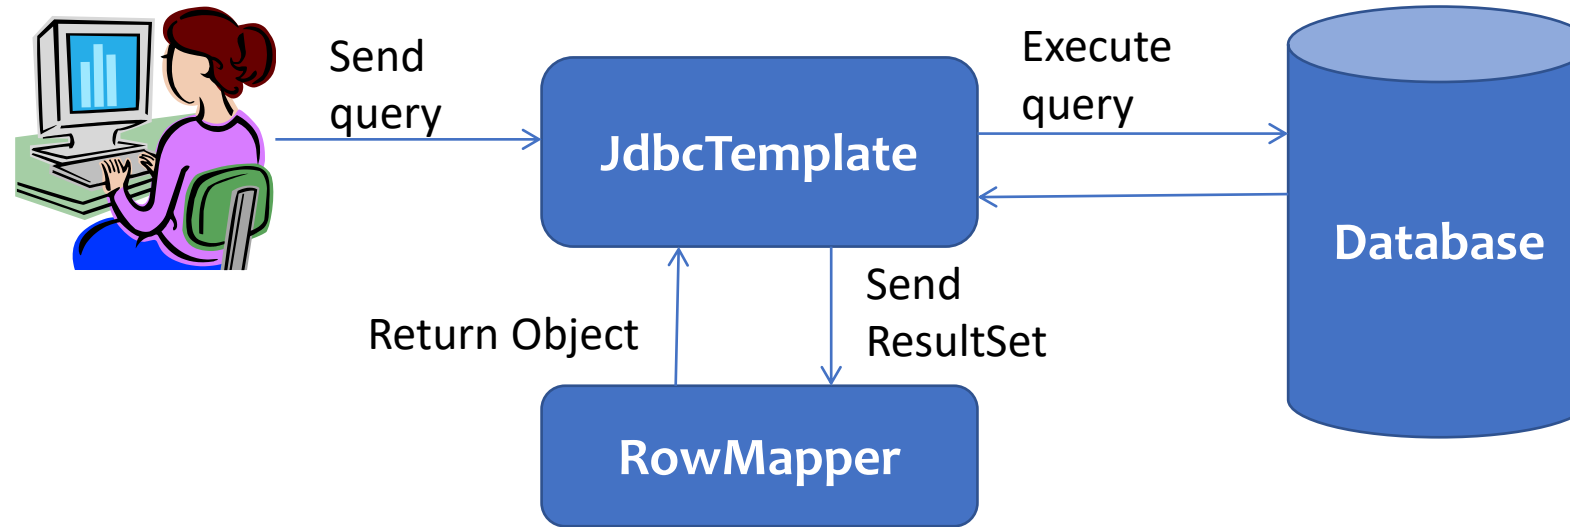 Send
query
Execute
query
JdbcTemplate
Database
Send
ResultSet
Return Object
RowMapper